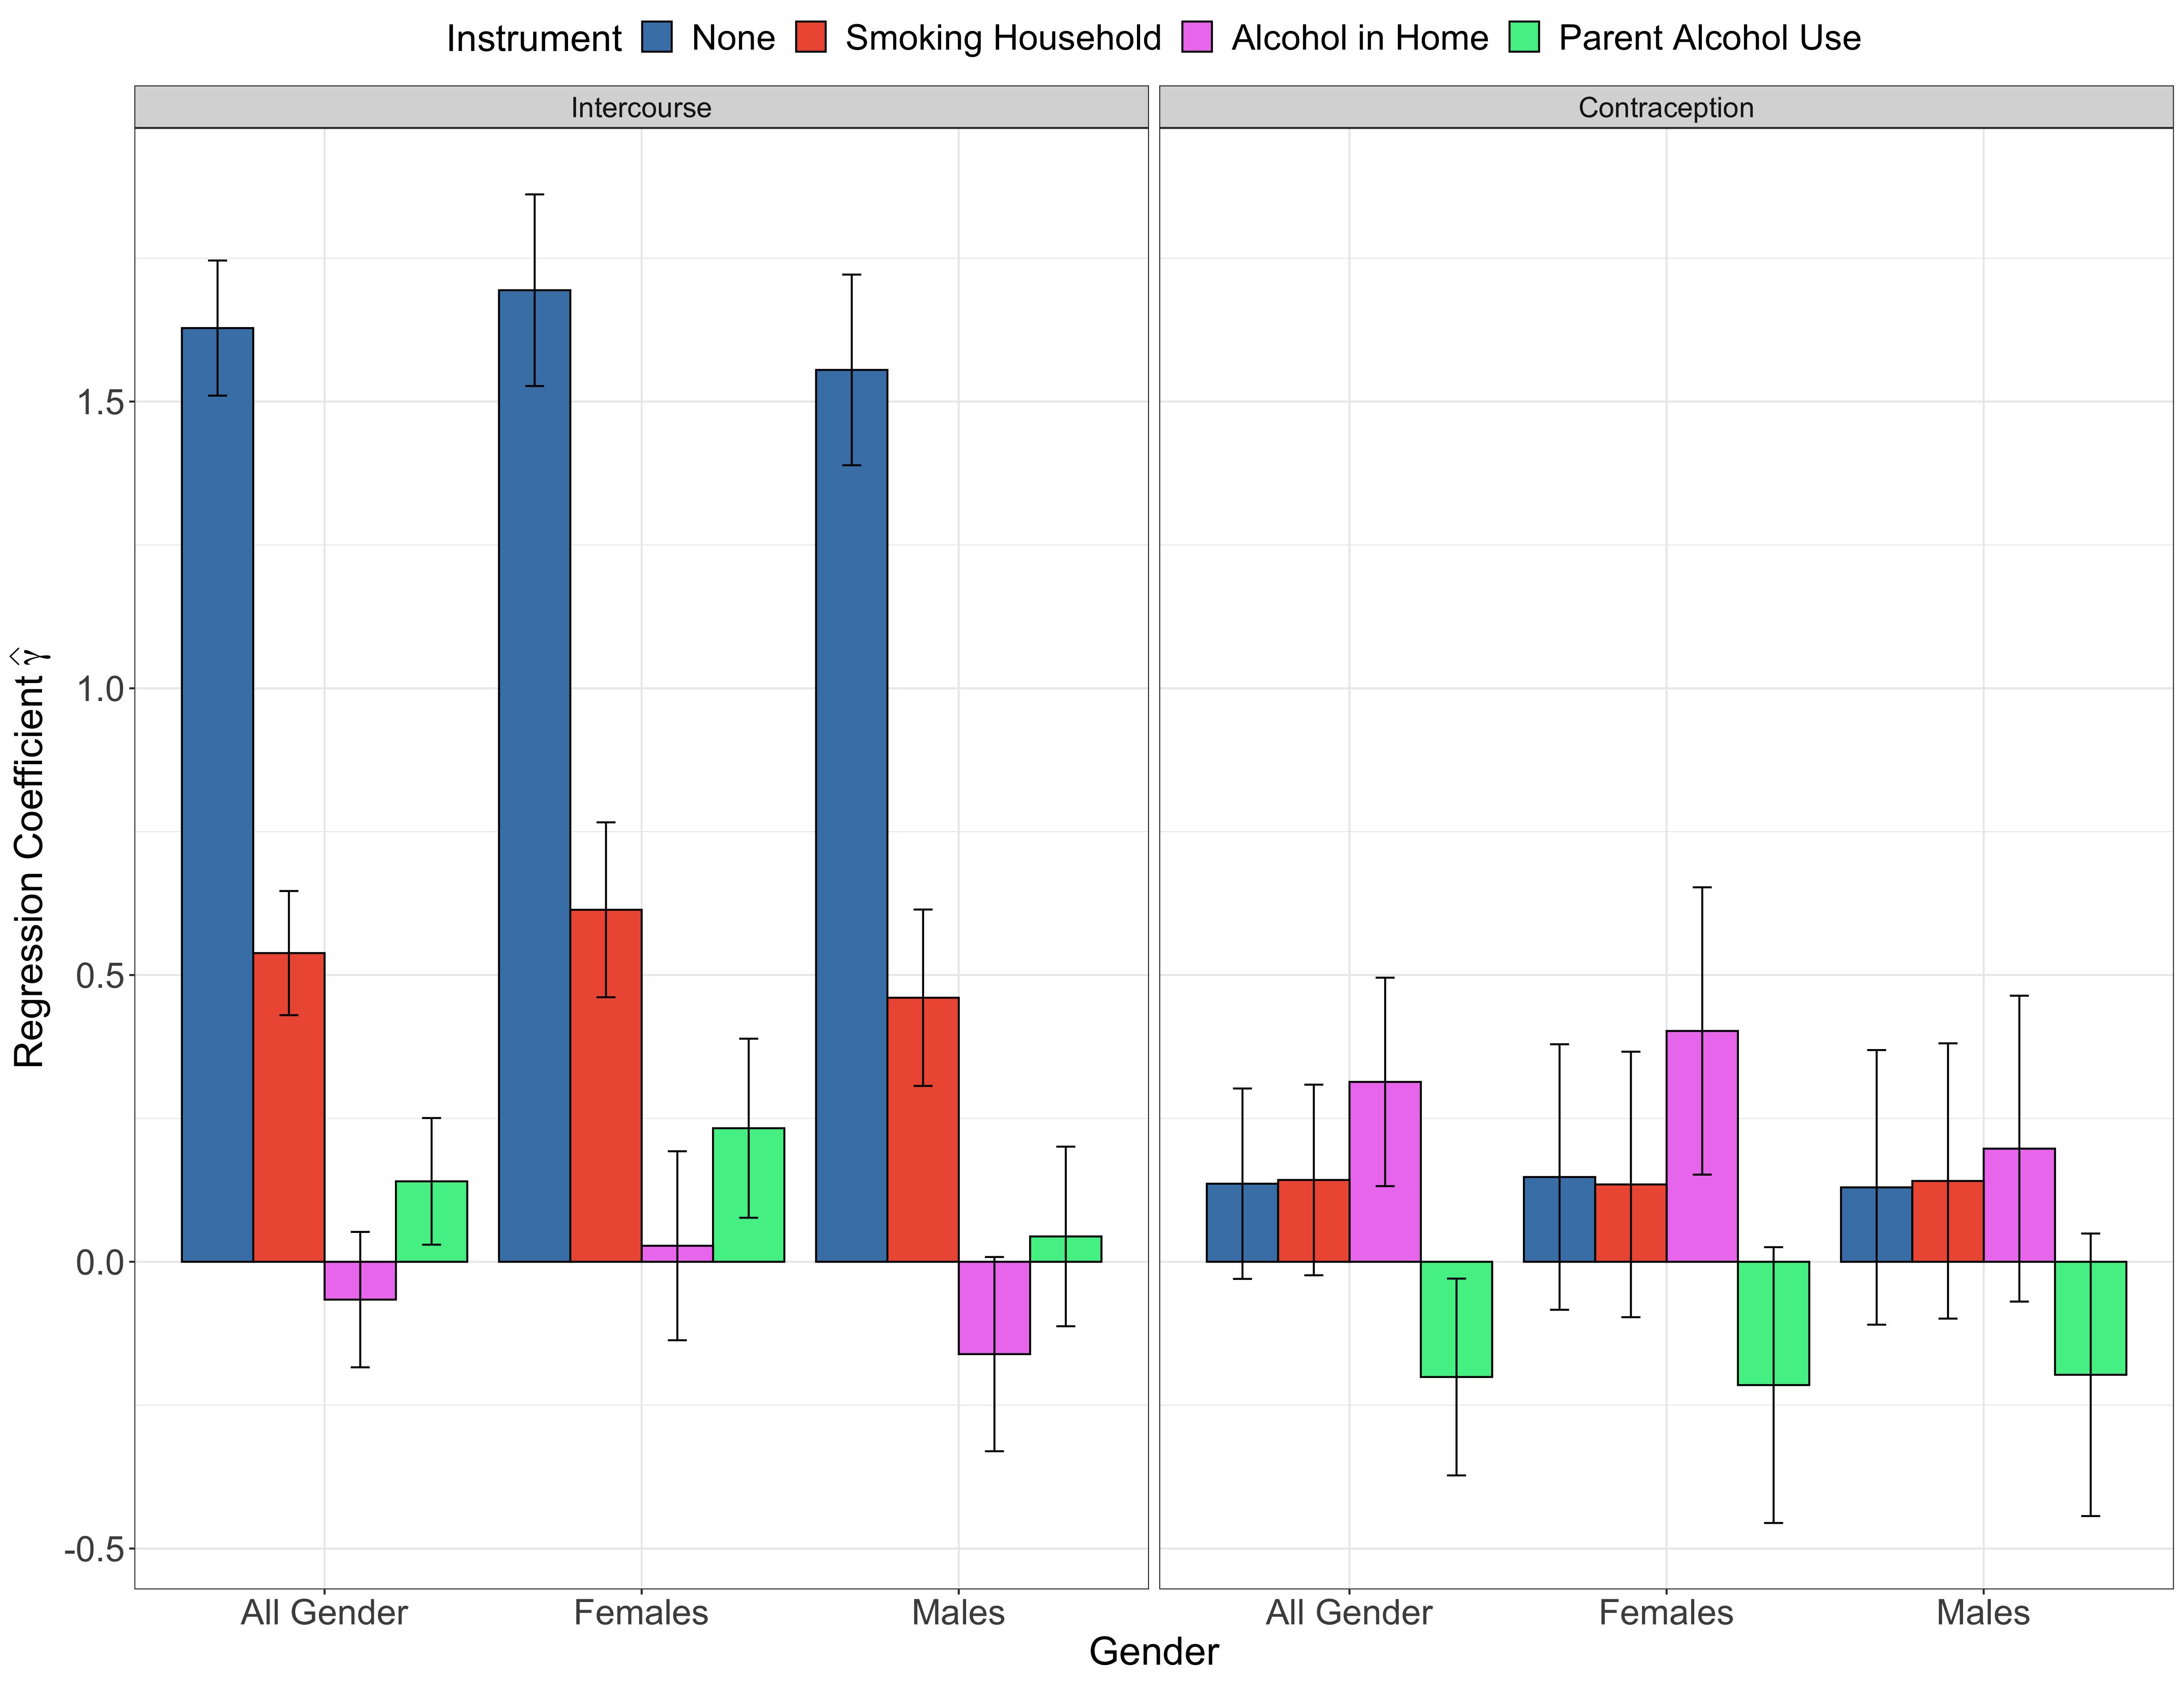 Instrument None Smoking Household Alcohol in Home Parent Alcohol Use
Intercourse Contraception
Regression Coefficient γ̂
1.5
1.0
0.5
0.0
-0.5
All Gender Females Males All Gender Females Males
Gender